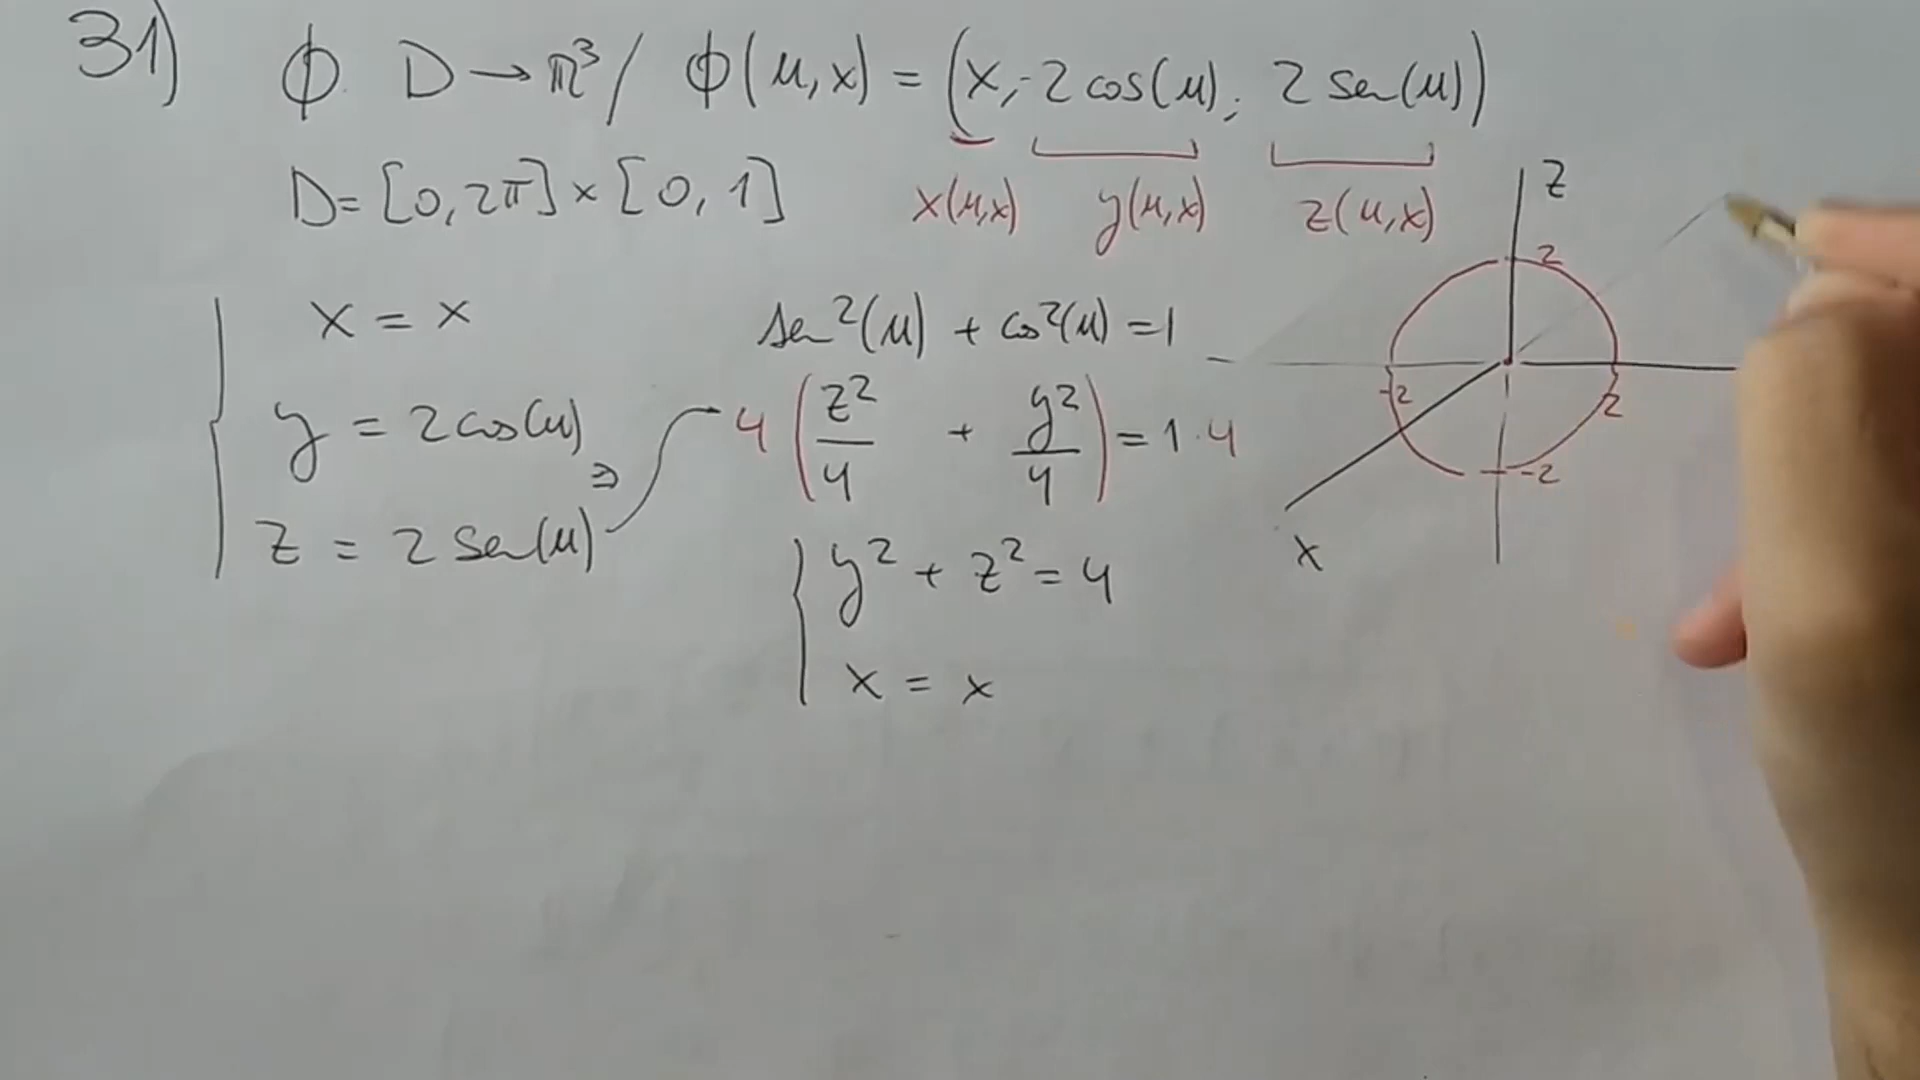 31) ϕ D → ℝ³ / ϕ(μ,x) = (x, -2 cos(μ), 2 sen(μ))
D = [0, 2π] × [0, 1]
x(μ,x) y(μ,x) z(μ,x)
x = x
y = 2 cos(μ)
⇒
z = 2 sen(μ)
sen²(μ) + cos²(μ) = 1
4 (z²/4 + y²/4) = 1 · 4
y² + z² = 4
x = x
z
2
-2
2
-2
x